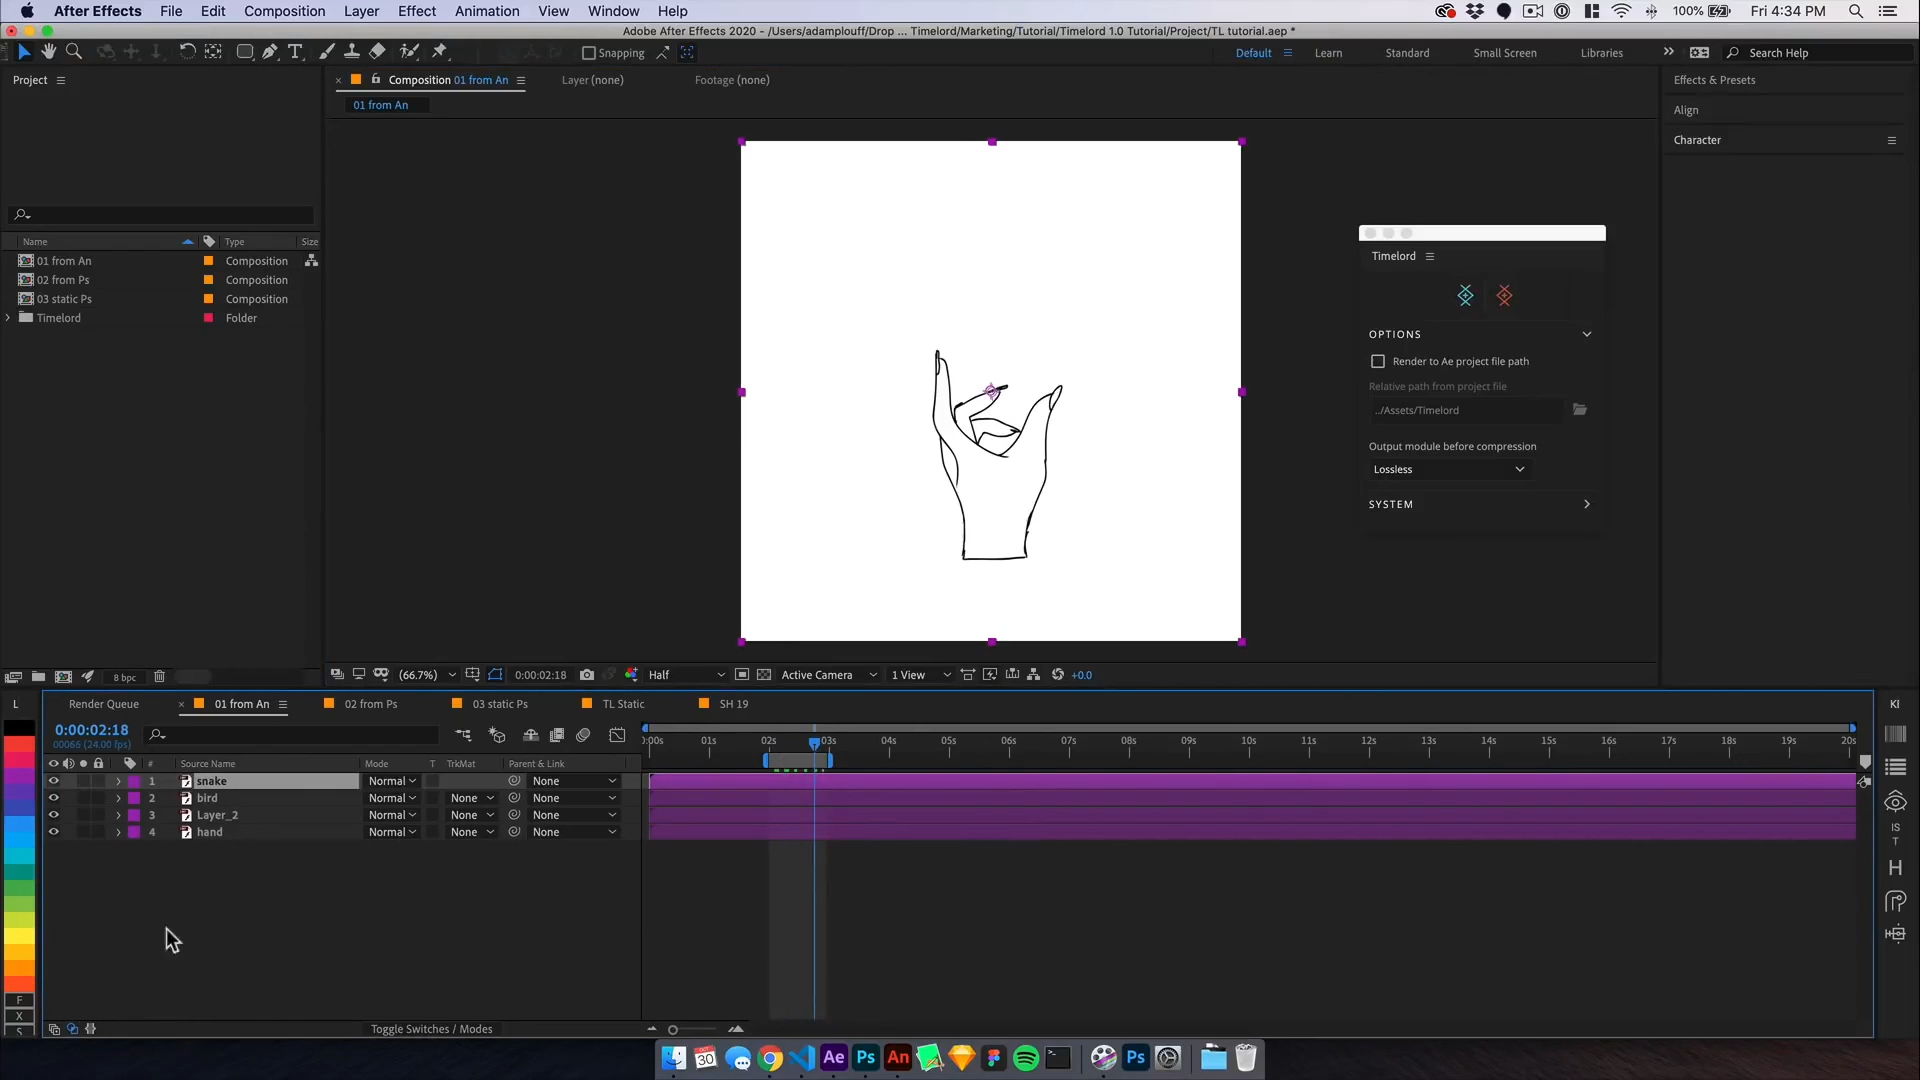 After Effects File Edit Composition Layer Effect Animation View Window Help 100% Fri 4:34 PM
Adobe After Effects 2020 - /Users/adamplouff/Drop ... Timelord/Marketing/Tutorial/Timelord 1.0 Tutorial/Project/TL tutorial.aep *
Snapping Default Learn Standard Small Screen Libraries Search Help
Project
Composition 01 from An Layer (none) Footage (none)
01 from An
Effects & Presets
Align
Character
Name Type Size
01 from An Composition
02 from Ps Composition
03 static Ps Composition
Timelord Folder
Timelord
OPTIONS
Render to Ae project file path
Relative path from project file
../Assets/Timelord
Output module before compression
Lossless
SYSTEM
8 bpc
(66.7%) 0:00:02:18 Half Active Camera 1 View +0.0
L Render Queue 01 from An 02 from Ps 03 static Ps TL Static SH 19 KI
0:00:02:18
00066 (24.00 fps)
:00s 01s 02s 03s 04s 05s 06s 07s 08s 09s 10s 11s 12s 13s 14s 15s 16s 17s 18s 19s 20s
# Source Name Mode T TrkMat Parent & Link
1 snake Normal None
2 bird Normal None None
3 Layer_2 Normal None None
4 hand Normal None None
IS
T
F
X
S
Toggle Switches / Modes
30 Ae Ps An Ps